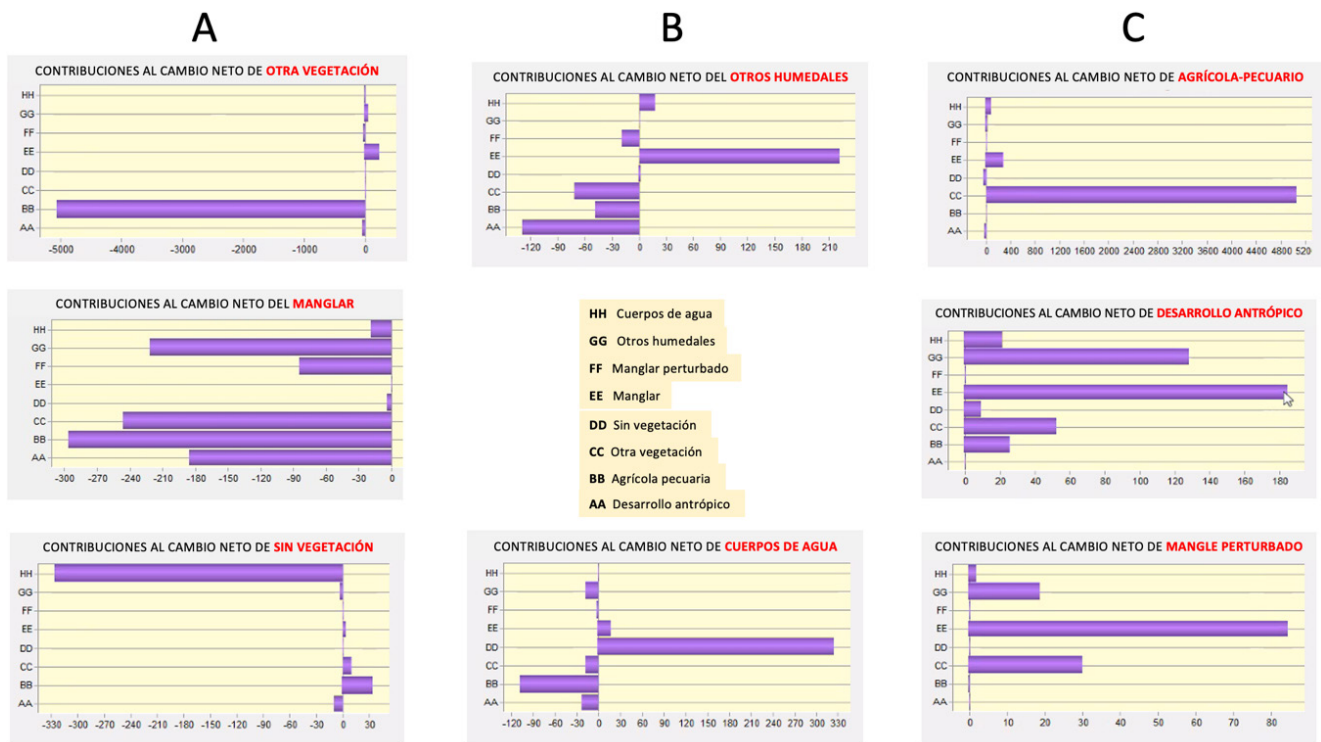 A
B
C
CONTRIBUCIONES AL CAMBIO NETO DE OTRA VEGETACIÓN
HH
GG
FF
EE
DD
CC
BB
AA
-5000 -4000 -3000 -2000 -1000 0
CONTRIBUCIONES AL CAMBIO NETO DEL OTROS HUMEDALES
HH
GG
FF
EE
DD
CC
BB
AA
-120 -90 -60 -30 0 30 60 90 120 150 180 210
CONTRIBUCIONES AL CAMBIO NETO DE AGRÍCOLA-PECUARIO
HH
GG
FF
EE
DD
CC
BB
AA
0 400 800 1200 1600 2000 2400 2800 3200 3600 4000 4400 4800 520
CONTRIBUCIONES AL CAMBIO NETO DEL MANGLAR
HH
GG
FF
EE
DD
CC
BB
AA
-300 -270 -240 -210 -180 -150 -120 -90 -60 -30 0
HH Cuerpos de agua
GG Otros humedales
FF Manglar perturbado
EE Manglar
DD Sin vegetación
CC Otra vegetación
BB Agrícola pecuaria
AA Desarrollo antrópico
CONTRIBUCIONES AL CAMBIO NETO DE DESARROLLO ANTRÓPICO
HH
GG
FF
EE
DD
CC
BB
AA
0 20 40 60 80 100 120 140 160 180
CONTRIBUCIONES AL CAMBIO NETO DE SIN VEGETACIÓN
HH
GG
FF
EE
DD
CC
BB
AA
-330 -300 -270 -240 -210 -180 -150 -120 -90 -60 -30 0 30
CONTRIBUCIONES AL CAMBIO NETO DE CUERPOS DE AGUA
HH
GG
FF
EE
DD
CC
BB
AA
-120 -90 -60 -30 0 30 60 90 120 150 180 210 240 270 300 330
CONTRIBUCIONES AL CAMBIO NETO DE MANGLE PERTURBADO
HH
GG
FF
EE
DD
CC
BB
AA
0 10 20 30 40 50 60 70 80